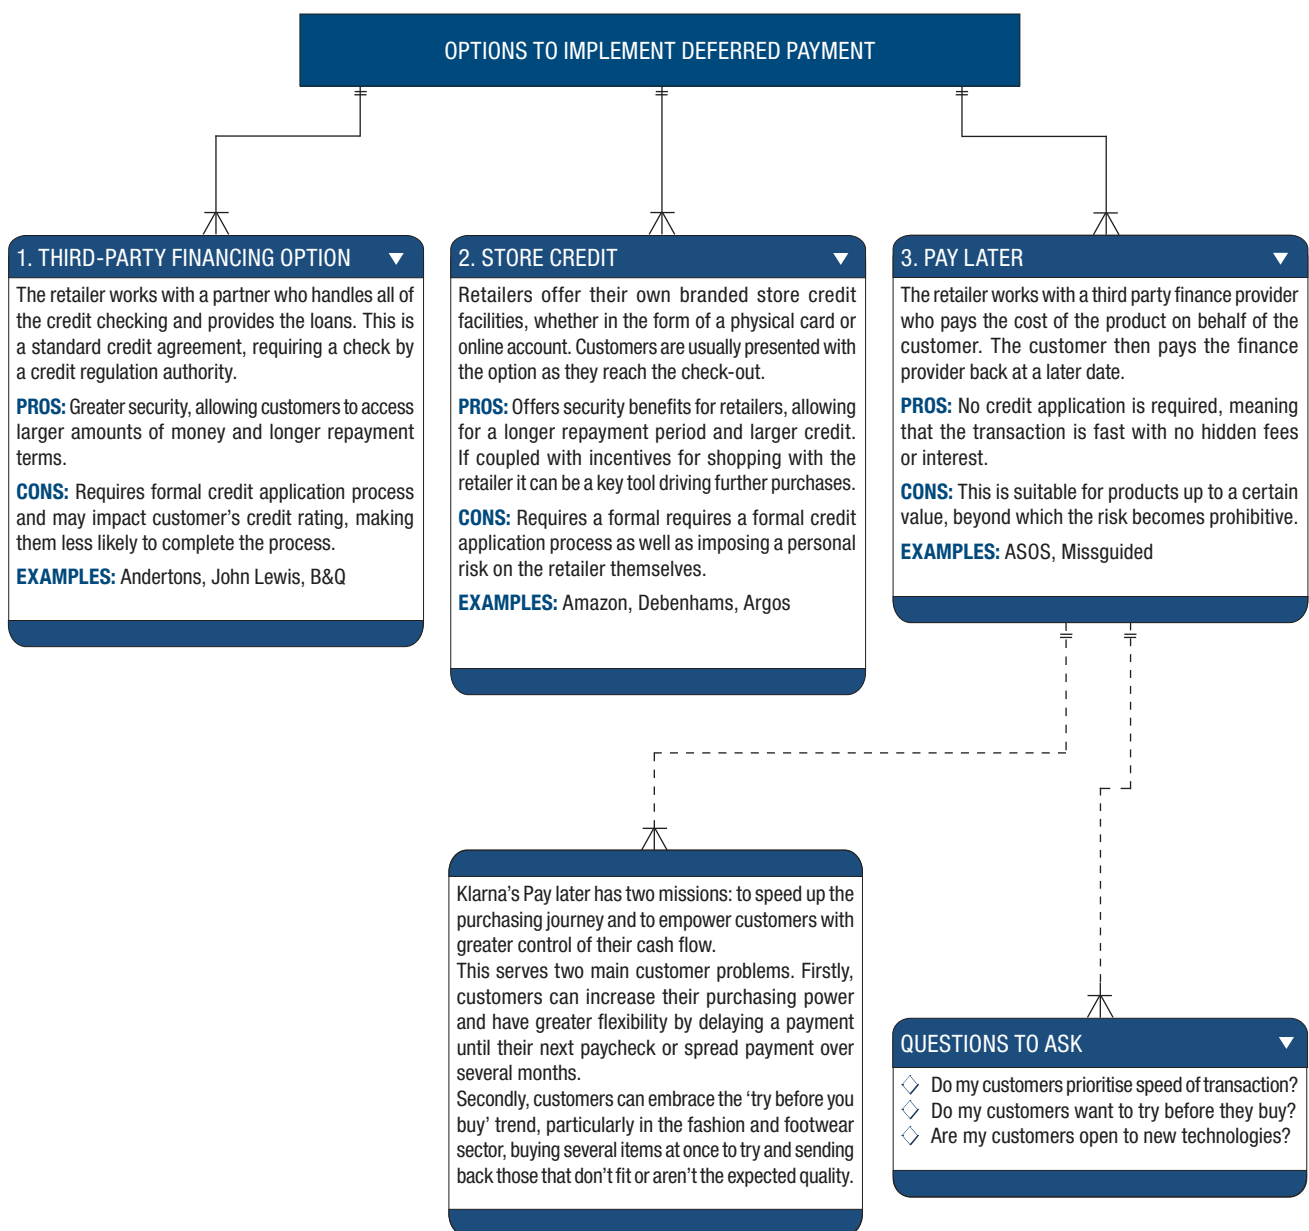 OPTIONS TO IMPLEMENT DEFERRED PAYMENT
1. THIRD-PARTY FINANCING OPTION
The retailer works with a partner who handles all of
the credit checking and provides the loans. This is
a standard credit agreement, requiring a check by
a credit regulation authority.
PROS: Greater security, allowing customers to access
larger amounts of money and longer repayment
terms.
CONS: Requires formal credit application process
and may impact customer's credit rating, making
them less likely to complete the process.
EXAMPLES: Andertons, John Lewis, B&Q
2. STORE CREDIT
Retailers offer their own branded store credit
facilities, whether in the form of a physical card or
online account. Customers are usually presented with
the option as they reach the check-out.
PROS: Offers security benefits for retailers, allowing
for a longer repayment period and larger credit.
If coupled with incentives for shopping with the
retailer it can be a key tool driving further purchases.
CONS: Requires a formal requires a formal credit
application process as well as imposing a personal
risk on the retailer themselves.
EXAMPLES: Amazon, Debenhams, Argos
3. PAY LATER
The retailer works with a third party finance provider
who pays the cost of the product on behalf of the
customer. The customer then pays the finance
provider back at a later date.
PROS: No credit application is required, meaning
that the transaction is fast with no hidden fees
or interest.
CONS: This is suitable for products up to a certain
value, beyond which the risk becomes prohibitive.
EXAMPLES: ASOS, Missguided
Klarna's Pay later has two missions: to speed up the
purchasing journey and to empower customers with
greater control of their cash flow.
This serves two main customer problems. Firstly,
customers can increase their purchasing power
and have greater flexibility by delaying a payment
until their next paycheck or spread payment over
several months.
Secondly, customers can embrace the 'try before you
buy' trend, particularly in the fashion and footwear
sector, buying several items at once to try and sending
back those that don't fit or aren't the expected quality.
QUESTIONS TO ASK
Do my customers prioritise speed of transaction?
Do my customers want to try before they buy?
Are my customers open to new technologies?